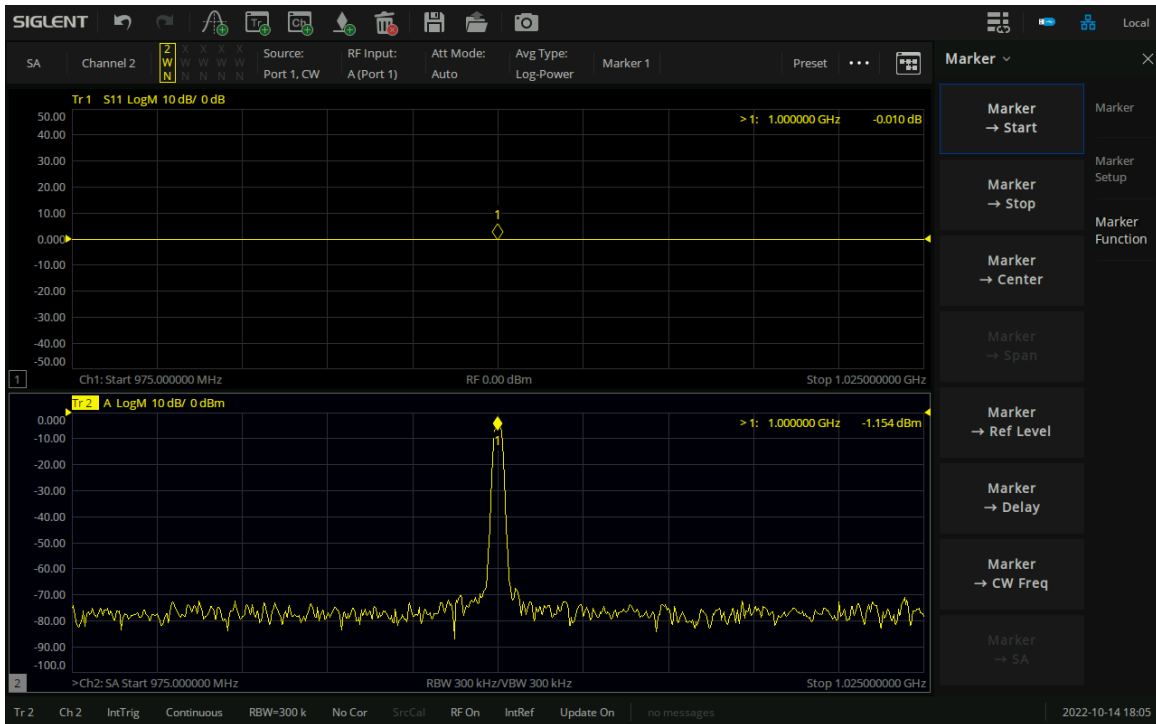 SIGLENT
Tr
Cb
Local
SA
Channel 2
2 X X X X
W W W W W
N N N N N
Source:
Port 1, CW
RF Input:
A (Port 1)
Att Mode:
Auto
Avg Type:
Log-Power
Marker 1
Preset
Marker
Tr 1 S11 LogM 10 dB/ 0 dB
> 1: 1.000000 GHz -0.010 dB
50.00
40.00
30.00
20.00
10.00
0.000
-10.00
-20.00
-30.00
-40.00
-50.00
1
1
Ch1: Start 975.000000 MHz
RF 0.00 dBm
Stop 1.025000000 GHz
Tr 2 A LogM 10 dB/ 0 dBm
> 1: 1.000000 GHz -1.154 dBm
0.000
-10.00
-20.00
-30.00
-40.00
-50.00
-60.00
-70.00
-80.00
-90.00
-100.0
1
2
>Ch2: SA Start 975.000000 MHz
RBW 300 kHz/VBW 300 kHz
Stop 1.025000000 GHz
Marker
→ Start
Marker
→ Stop
Marker
→ Center
Marker
→ Span
Marker
→ Ref Level
Marker
→ Delay
Marker
→ CW Freq
Marker
→ SA
Marker
Marker
Setup
Marker
Function
Tr 2
Ch 2
IntTrig
Continuous
RBW=300 k
No Cor
SrcCal
RF On
IntRef
Update On
no messages
2022-10-14 18:05